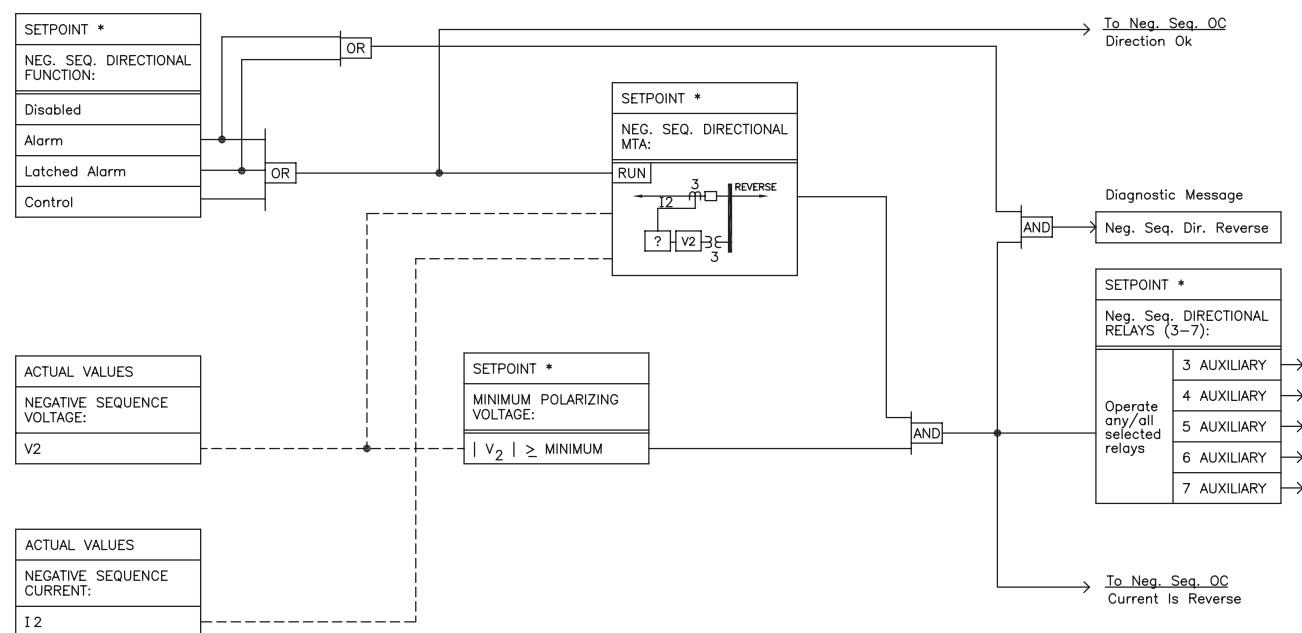 SETPOINT *
NEG. SEQ. DIRECTIONAL
FUNCTION:
Disabled
Alarm
Latched Alarm
Control
OR
OR
To Neg. Seq. OC
Direction Ok
SETPOINT *
NEG. SEQ. DIRECTIONAL
MTA:
RUN
3
REVERSE
I2
?
V2
3
AND
Diagnostic Message
Neg. Seq. Dir. Reverse
SETPOINT *
Neg. Seq. DIRECTIONAL
RELAYS (3-7):
Operate
any/all
selected
relays
3 AUXILIARY
4 AUXILIARY
5 AUXILIARY
6 AUXILIARY
7 AUXILIARY
ACTUAL VALUES
NEGATIVE SEQUENCE
VOLTAGE:
V2
SETPOINT *
MINIMUM POLARIZING
VOLTAGE:
| V2 | ≥ MINIMUM
AND
ACTUAL VALUES
NEGATIVE SEQUENCE
CURRENT:
I2
To Neg. Seq. OC
Current Is Reverse